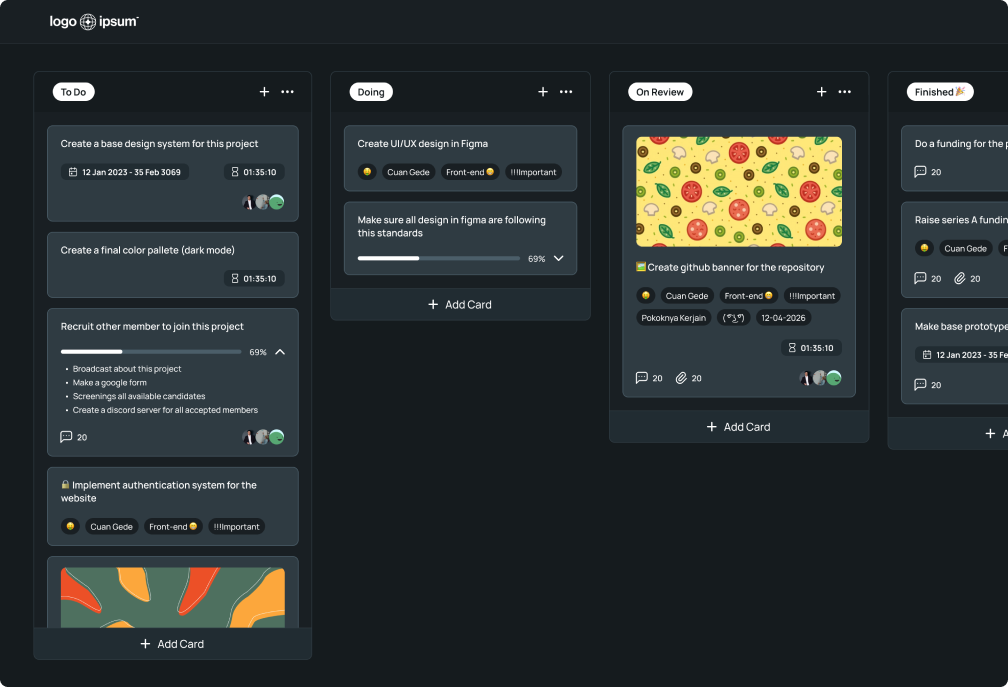 logo ipsum
To Do
Create a base design system for this project
12 Jan 2023 - 35 Feb 3069
01:35:10
Create a final color pallete (dark mode)
01:35:10
Recruit other member to join this project
69%
• Broadcast about this project
• Make a google form
• Screenings all available candidates
• Create a discord server for all accepted members
20
🔒 Implement authentication system for the
website
Cuan Gede Front-end !!!Important
+ Add Card
Doing
Create UI/UX design in Figma
Cuan Gede Front-end !!!Important
Make sure all design in figma are following
this standards
69%
+ Add Card
On Review
Create github banner for the repository
Cuan Gede Front-end !!!Important
Pokoknya Kerjain ( ͡° ͜ʖ ͡°) 12-04-2026
01:35:10
20 20
+ Add Card
Finished🎉
Do a funding for the
20
Raise series A
Cuan Gede
20 20
Make base
12 Jan 2023 - 35
20
+